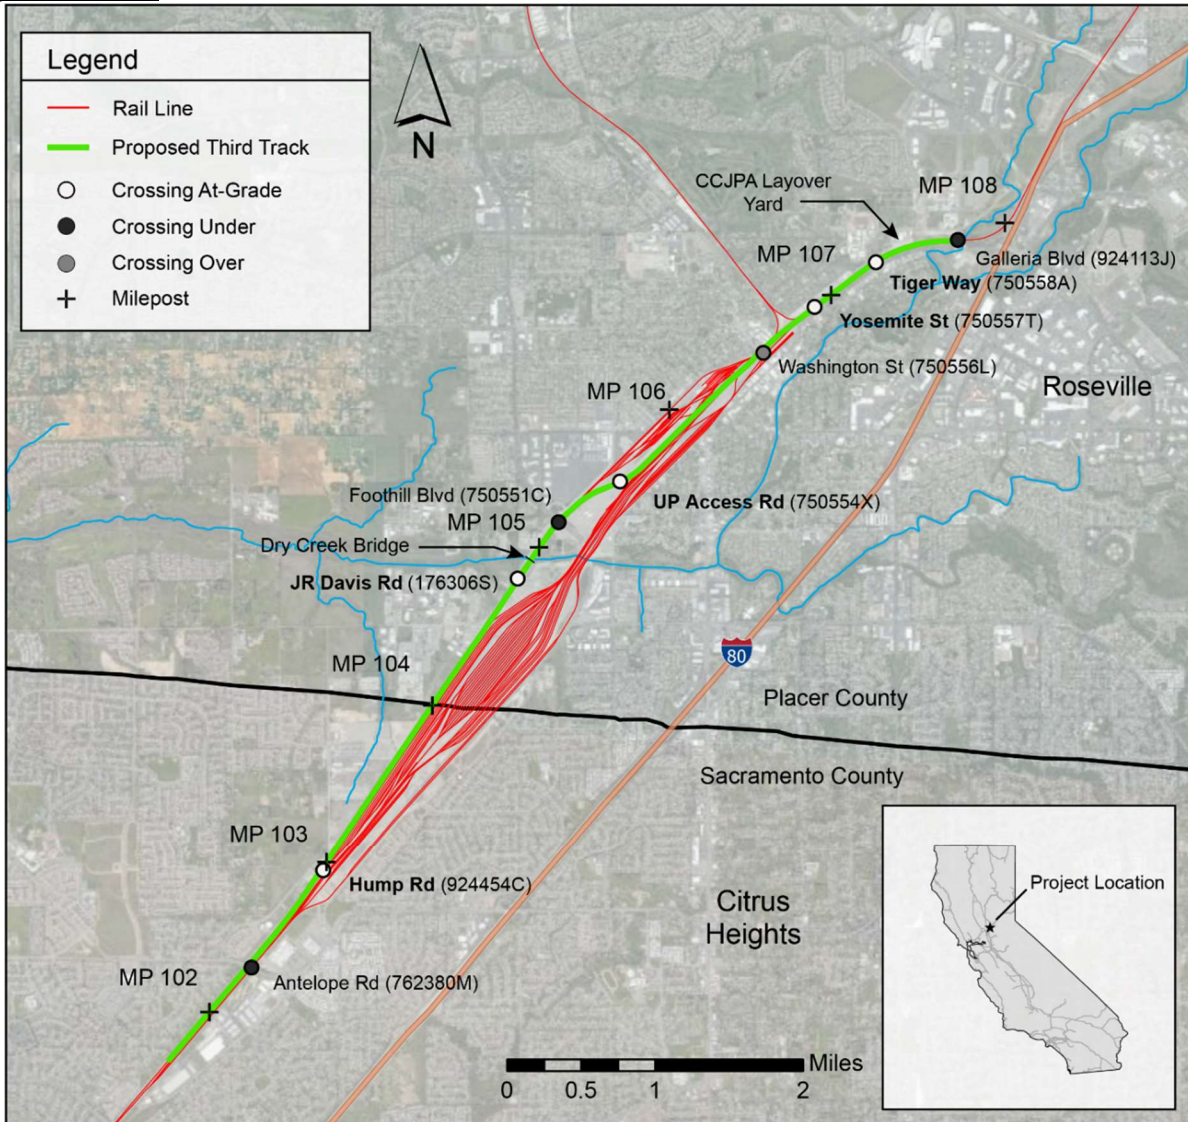 Legend
Rail Line
Proposed Third Track
Crossing At-Grade
Crossing Under
Crossing Over
Milepost
N
CCJPA Layover
Yard
MP 108
MP 107
Galleria Blvd (924113J)
Tiger Way (750558A)
Yosemite St (750557T)
Washington St (750556L)
MP 106
Roseville
Foothill Blvd (750551C)
UP Access Rd (750554X)
MP 105
Dry Creek Bridge
JR Davis Rd (176306S)
80
MP 104
Placer County
Sacramento County
MP 103
Hump Rd (924454C)
Citrus
Heights
Project Location
MP 102
Antelope Rd (762380M)
Miles
0 0.5 1 2